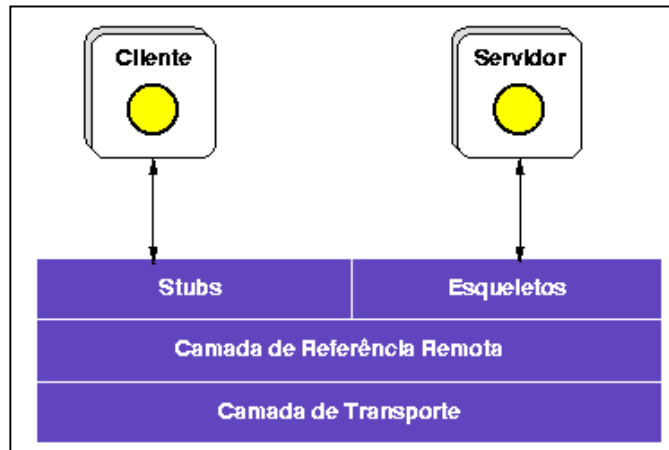 Cliente
Servidor
Stubs
Esqueletos
Camada de Referência Remota
Camada de Transporte